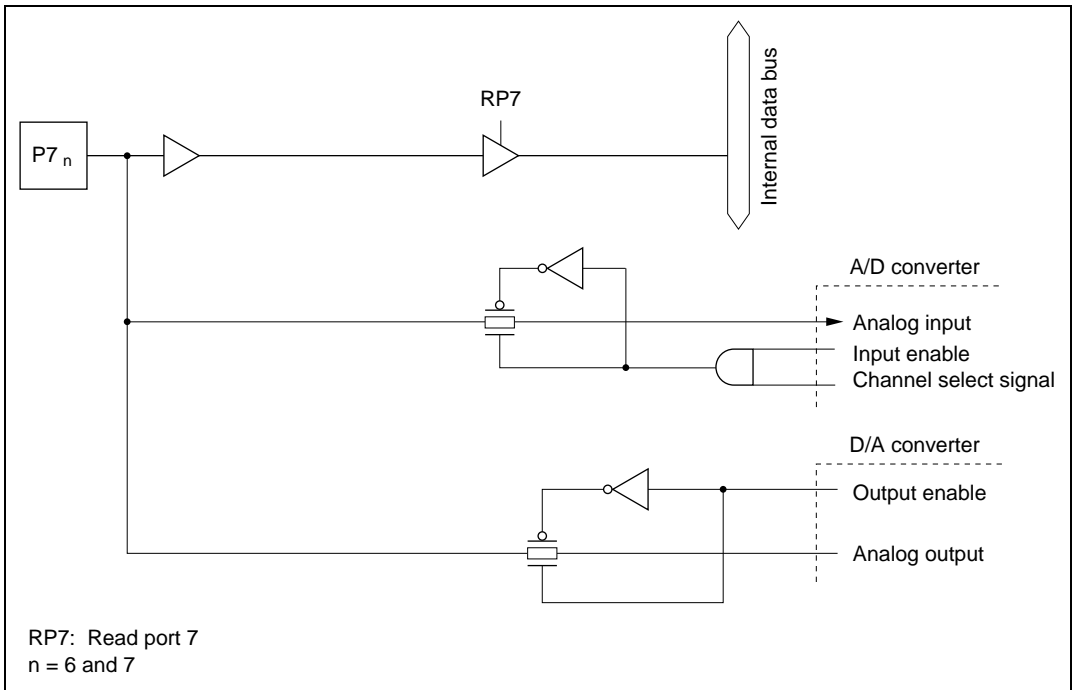 RP7
P7 n
Internal data bus
A/D converter
Analog input
Input enable
Channel select signal
D/A converter
Output enable
Analog output
RP7: Read port 7
n = 6 and 7